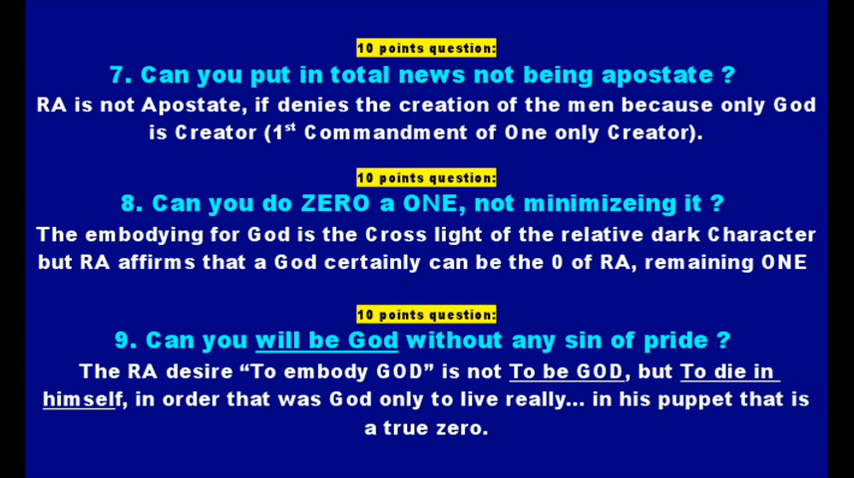 10 points question:
7. Can you put in total news not being apostate ?
RA is not Apostate, if denies the creation of the men because only God
is Creator (1st Commandment of One only Creator).
10 points question:
8. Can you do ZERO a ONE, not minimizeing it ?
The embodying for God is the Cross light of the relative dark Character
but RA affirms that a God certainly can be the 0 of RA, remaining ONE
10 points question:
9. Can you will be God without any sin of pride ?
The RA desire “To embody GOD” is not To be GOD, but To die in
himself, in order that was God only to live really... in his puppet that is
a true zero.